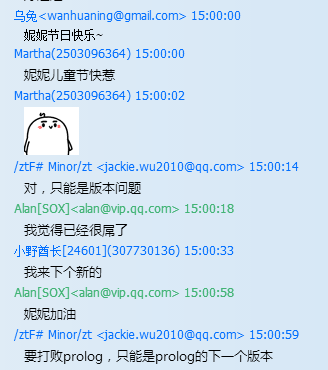 乌兔<wanhuaning@gmail.com> 15:00:00
妮妮节日快乐~
Martha(2503096364) 15:00:00
妮妮儿童节快惹
Martha(2503096364) 15:00:02
/ztF# Minor/zt <jackie.wu2010@qq.com> 15:00:14
对，只能是版本问题
Alan[SOX]<alan@vip.qq.com> 15:00:18
我觉得已经很屌了
小野酋长[24601](307730136) 15:00:33
我来下个新的
Alan[SOX]<alan@vip.qq.com> 15:00:58
妮妮加油
/ztF# Minor/zt <jackie.wu2010@qq.com> 15:00:59
要打败prolog，只能是prolog的下一个版本